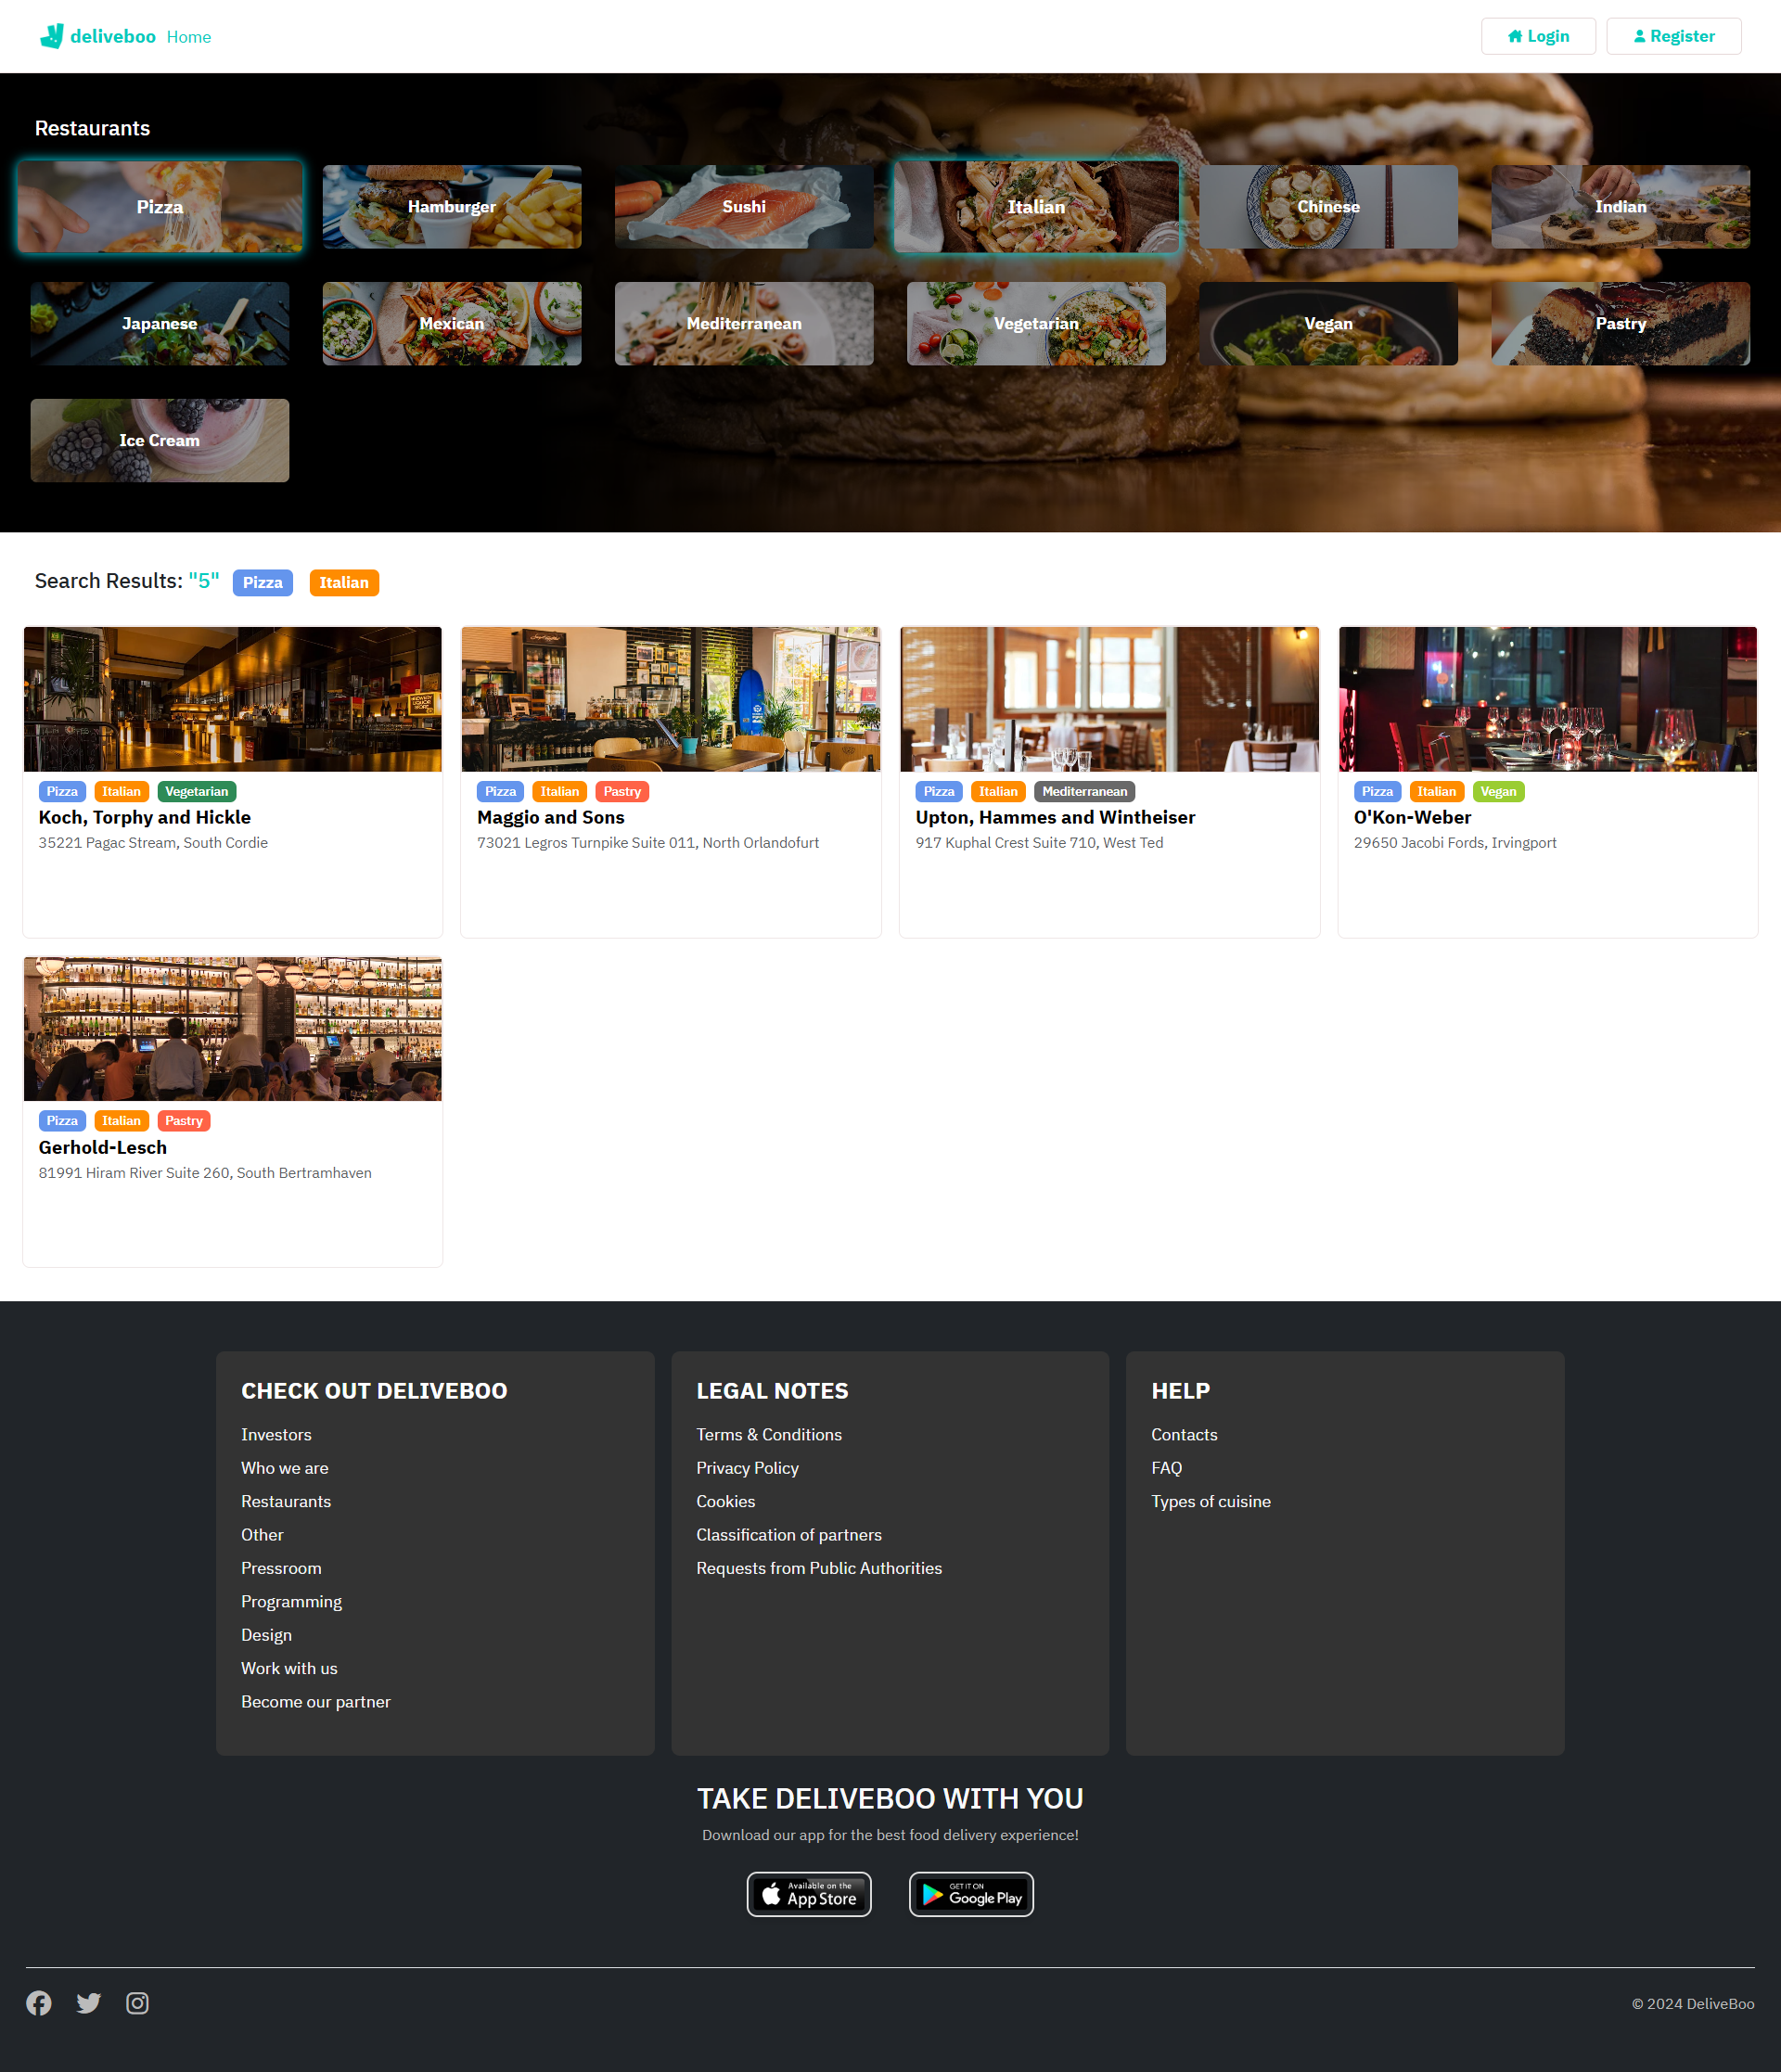 deliveboo Home
Login Register
Restaurants
Pizza Hamburger Sushi Italian Chinese Indian
Japanese Mexican Mediterranean Vegetarian Vegan Pastry
Ice Cream
Search Results: "5" Pizza Italian
Pizza Italian Vegetarian
Koch, Torphy and Hickle
35221 Pagac Stream, South Cordie
Pizza Italian Pastry
Maggio and Sons
73021 Legros Turnpike Suite 011, North Orlandofurt
Pizza Italian Mediterranean
Upton, Hammes and Wintheiser
917 Kuphal Crest Suite 710, West Ted
Pizza Italian Vegan
O'Kon-Weber
29650 Jacobi Fords, Irvingport
Pizza Italian Pastry
Gerhold-Lesch
81991 Hiram River Suite 260, South Bertramhaven
CHECK OUT DELIVEBOO
Investors
Who we are
Restaurants
Other
Pressroom
Programming
Design
Work with us
Become our partner
LEGAL NOTES
Terms & Conditions
Privacy Policy
Cookies
Classification of partners
Requests from Public Authorities
HELP
Contacts
FAQ
Types of cuisine
TAKE DELIVEBOO WITH YOU
Download our app for the best food delivery experience!
Available on the
App Store
GET IT ON
Google Play
© 2024 DeliveBoo